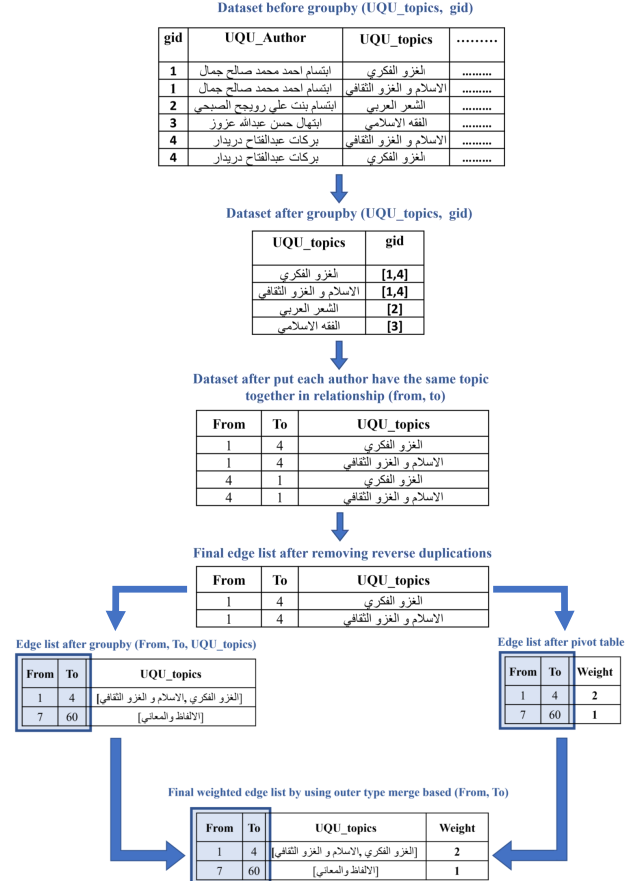 Dataset before groupby (UQU_topics, gid)
gid UQU_Author UQU_topics .........
1 ابتسام احمد محمد صالح جمال الغزو الفكري .........
1 ابتسام احمد محمد صالح جمال الاسلام و الغزو الثقافي .........
2 ابتسام بنت علي رويجح الصبحي الشعر العربي .........
3 ابتهال حسن عبدالله عزوز الفقه الاسلامي .........
4 بركات عبدالفتاح دريدار الاسلام و الغزو الثقافي .........
4 بركات عبدالفتاح دريدار الغزو الفكري .........
Dataset after groupby (UQU_topics, gid)
UQU_topics gid
الغزو الفكري [1,4]
الاسلام و الغزو الثقافي [1,4]
الشعر العربي [2]
الفقه الاسلامي [3]
Dataset after put each author have the same topic
together in relationship (from, to)
From To UQU_topics
1 4 الغزو الفكري
1 4 الاسلام و الغزو الثقافي
4 1 الغزو الفكري
4 1 الاسلام و الغزو الثقافي
Final edge list after removing reverse duplications
From To UQU_topics
1 4 الغزو الفكري
1 4 الاسلام و الغزو الثقافي
Edge list after groupby (From, To, UQU_topics)
From To UQU_topics
1 4 [الغزو الفكري ,الاسلام و الغزو الثقافي]
7 60 [الالفاظ والمعاني]
Edge list after pivot table
From To Weight
1 4 2
7 60 1
Final weighted edge list by using outer type merge based (From, To)
From To UQU_topics Weight
1 4 [الغزو الفكري ,الاسلام و الغزو الثقافي] 2
7 60 [الالفاظ والمعاني] 1